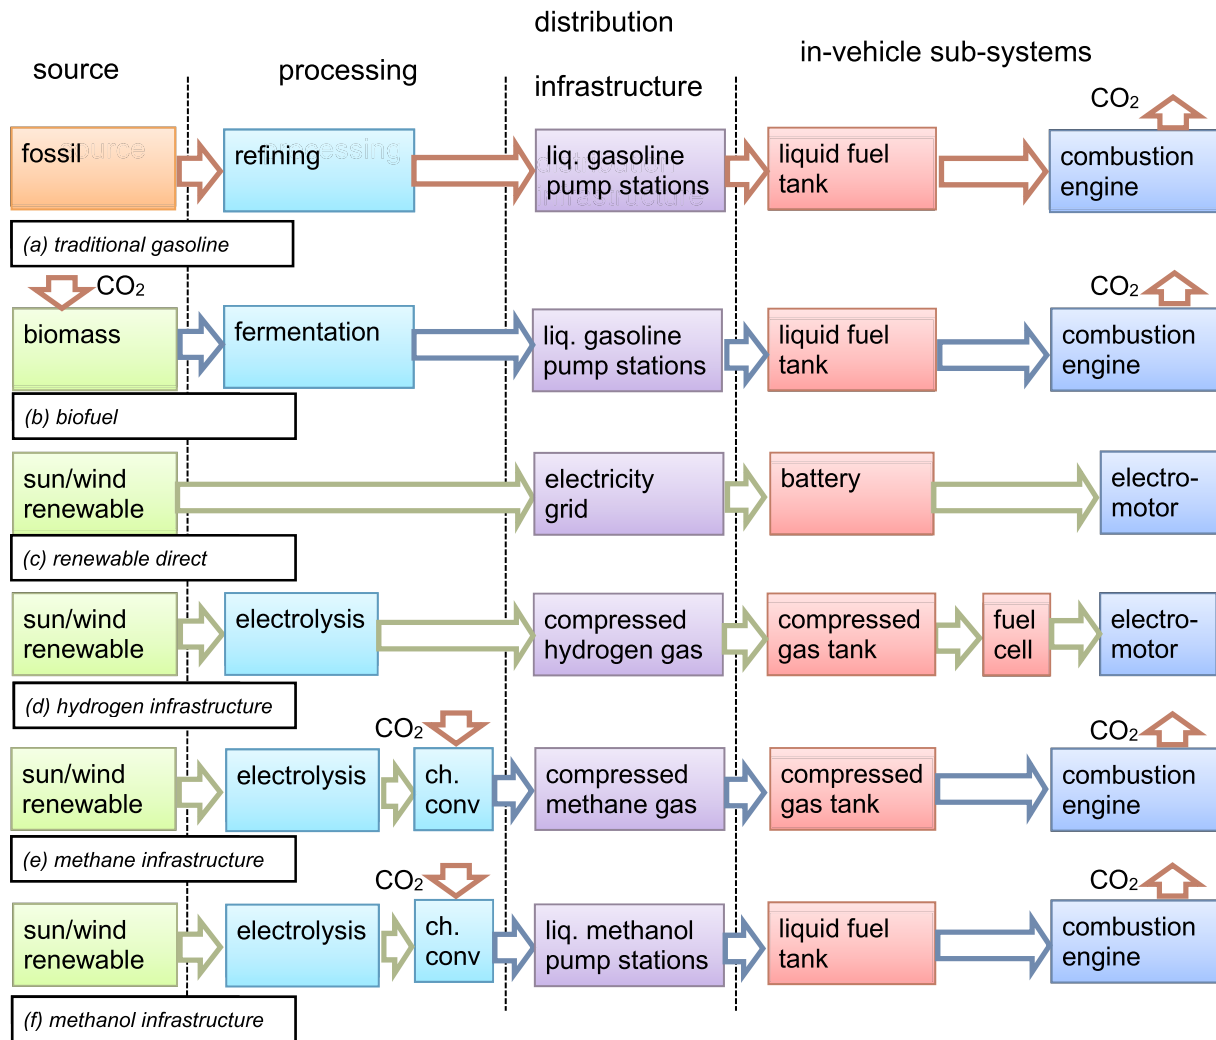 distribution
infrastructure
source
processing
in-vehicle sub-systems
CO2
fossil
source
refining
processing
liq. gasoline
pump stations
distribution
infrastructure
liquid fuel
tank
combustion
engine
(a) traditional gasoline
CO2
CO2
biomass
fermentation
liq. gasoline
pump stations
liquid fuel
tank
combustion
engine
(b) biofuel
sun/wind
renewable
electricity
grid
battery
electro-
motor
(c) renewable direct
sun/wind
renewable
electrolysis
compressed
hydrogen gas
compressed
gas tank
fuel
cell
electro-
motor
(d) hydrogen infrastructure
CO2
CO2
sun/wind
renewable
electrolysis
ch.
conv
compressed
methane gas
compressed
gas tank
combustion
engine
(e) methane infrastructure
CO2
CO2
sun/wind
renewable
electrolysis
ch.
conv
liq. methanol
pump stations
liquid fuel
tank
combustion
engine
(f) methanol infrastructure